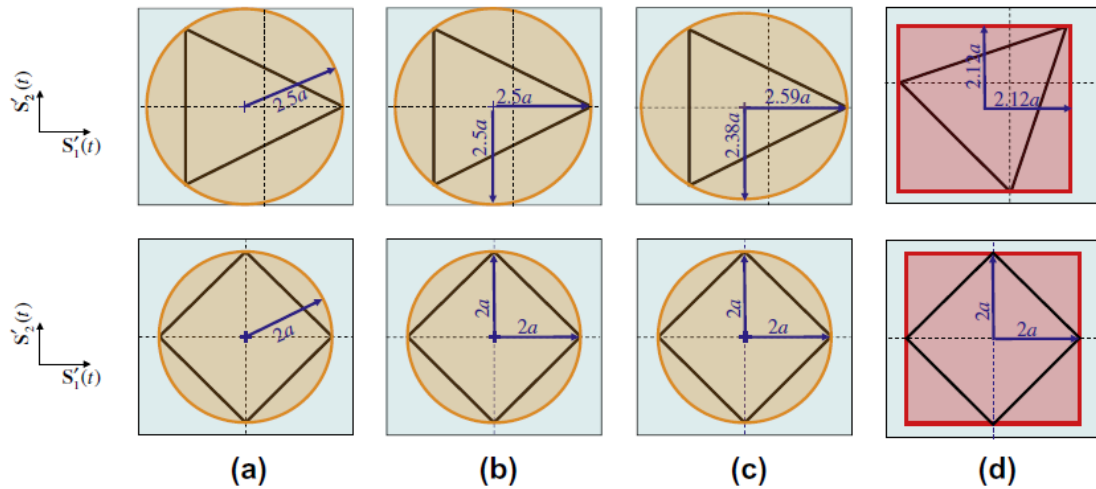 S′₂(t)
S′₁(t)
2.5a
2.5a
2.5a
2.59a
2.38a
2.12a
2.12a
S′₂(t)
S′₁(t)
2a
2a
2a
2a
2a
2a
2a
(a) (b) (c) (d)